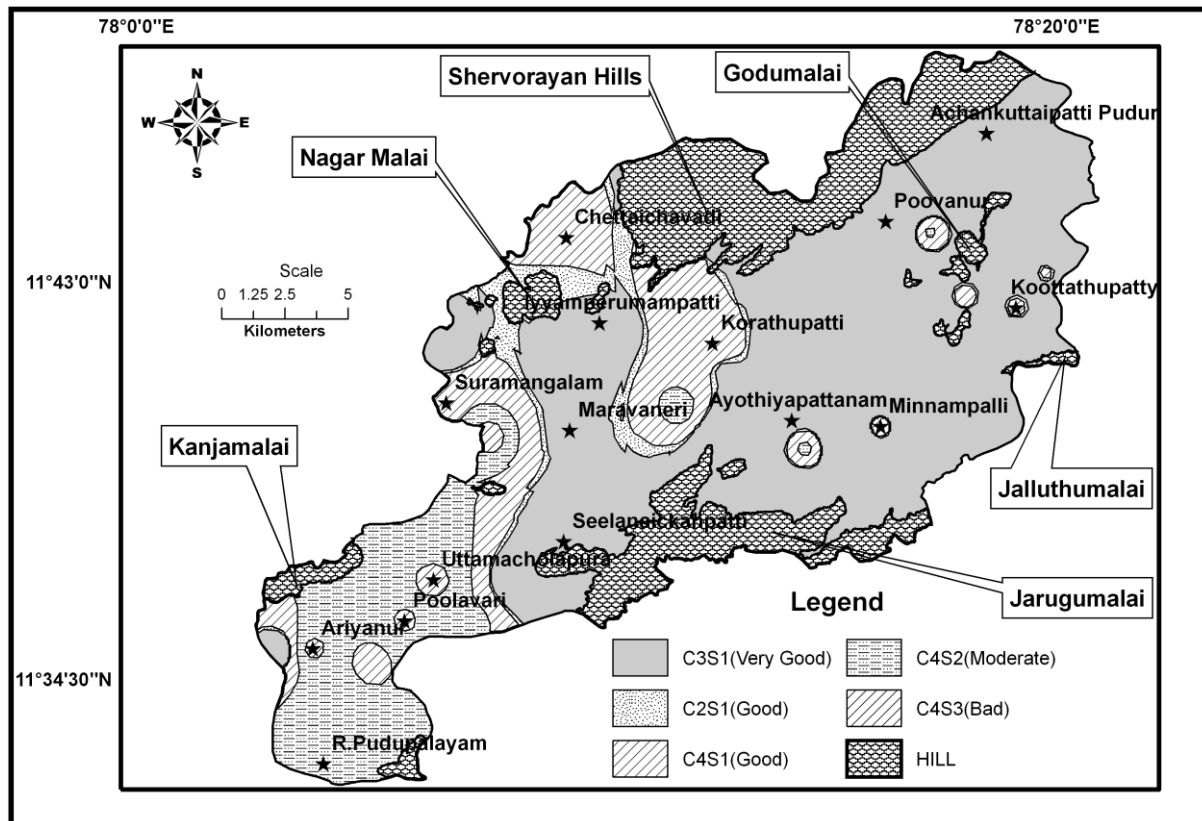 78°0'0"E
78°20'0"E
N
W E
S
Shervorayan Hills
Godumalai
Achankuttaipatti Pudur
Nagar Malai
Poovanur
Chettaichavadi
Scale
0 1.25 2.5 5
Kilometers
11°43'0"N
Koottathupatty
Iyyamperumampatti
Korathupatti
Suramangalam
Maravaneri
Ayothiyapattanam
Minnampalli
Kanjamalai
Jalluthumalai
Seelanaickanpatti
Uttamacholapura
Poolavari
Ariyanur
Jarugumalai
11°34'30"N
R.Pudupalayam
Legend
C3S1(Very Good)
C4S2(Moderate)
C2S1(Good)
C4S3(Bad)
C4S1(Good)
HILL